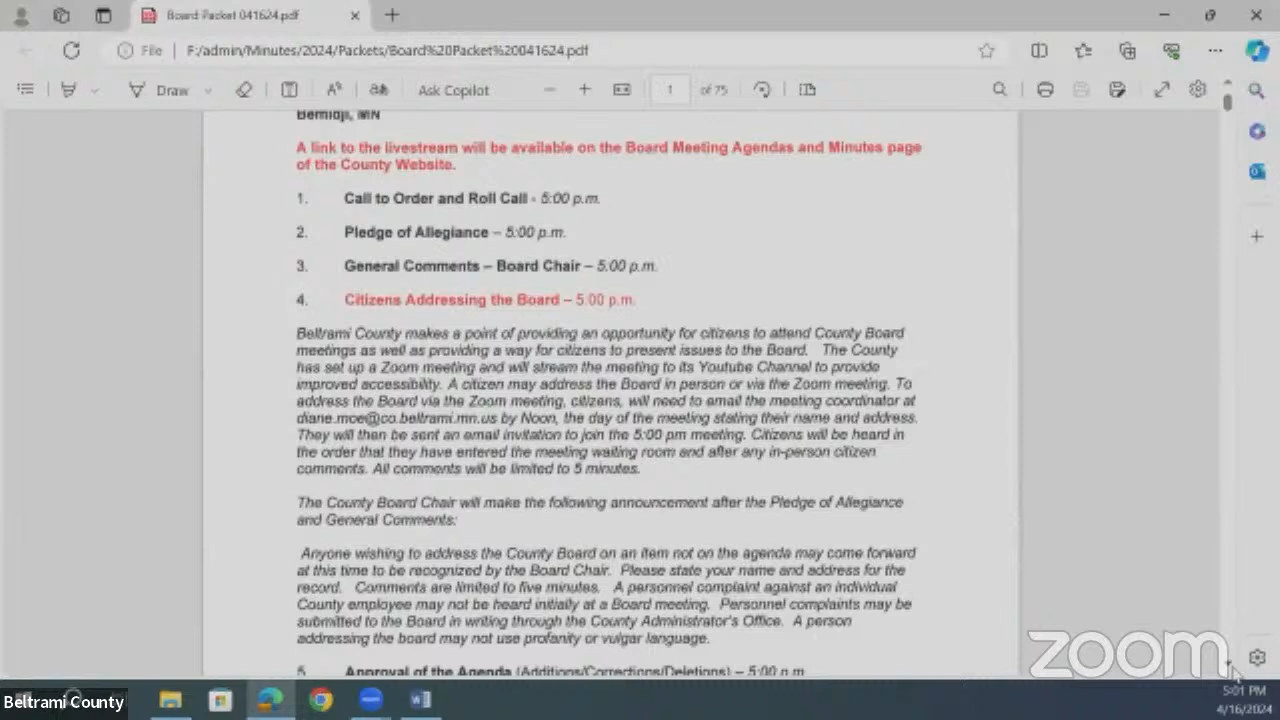 Board Packet 041624.pdf
File
F:/admin/Minutes/2024/Packets/Board%20Packet%20041624.pdf
Draw
Ask Copilot
1
of 75
Bemidji, MN
A link to the livestream will be available on the Board Meeting Agendas and Minutes page
of the County Website.
1. Call to Order and Roll Call - 5:00 p.m.
2. Pledge of Allegiance – 5:00 p.m.
3. General Comments – Board Chair – 5:00 p.m.
4. Citizens Addressing the Board – 5:00 p.m.
Beltrami County makes a point of providing an opportunity for citizens to attend County Board
meetings as well as providing a way for citizens to present issues to the Board. The County
has set up a Zoom meeting and will stream the meeting to its Youtube Channel to provide
improved accessibility. A citizen may address the Board in person or via the Zoom meeting. To
address the Board via the Zoom meeting, citizens, will need to email the meeting coordinator at
diane.moe@co.beltrami.mn.us by Noon, the day of the meeting stating their name and address.
They will then be sent an email invitation to join the 5:00 pm meeting. Citizens will be heard in
the order that they have entered the meeting waiting room and after any in-person citizen
comments. All comments will be limited to 5 minutes.
The County Board Chair will make the following announcement after the Pledge of Allegiance
and General Comments:
Anyone wishing to address the County Board on an item not on the agenda may come forward
at this time to be recognized by the Board Chair. Please state your name and address for the
record. Comments are limited to five minutes. A personnel complaint against an individual
County employee may not be heard initially at a Board meeting. Personnel complaints may be
submitted to the Board in writing through the County Administrator's Office. A person
addressing the board may not use profanity or vulgar language.
5. Approval of the Agenda (Additions/Corrections/Deletions) – 5:00 p.m.
zoom
Beltrami County
5:01 PM
4/16/2024